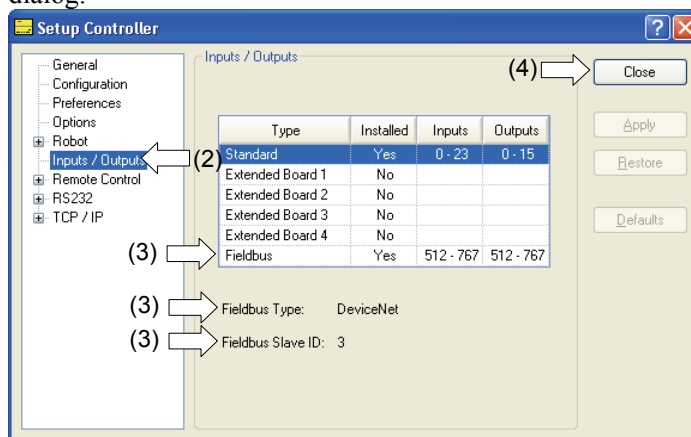 dialog.
Setup Controller
General
Configuration
Preferences
Options
Robot
Inputs / Outputs
Remote Control
RS232
TCP / IP
(2)
Inputs / Outputs
Type Installed Inputs Outputs
Standard Yes 0 - 23 0 - 15
Extended Board 1 No
Extended Board 2 No
Extended Board 3 No
Extended Board 4 No
Fieldbus Yes 512 - 767 512 - 767
(3)
(3) Fieldbus Type: DeviceNet
(3) Fieldbus Slave ID: 3
(4) Close
Apply
Restore
Defaults